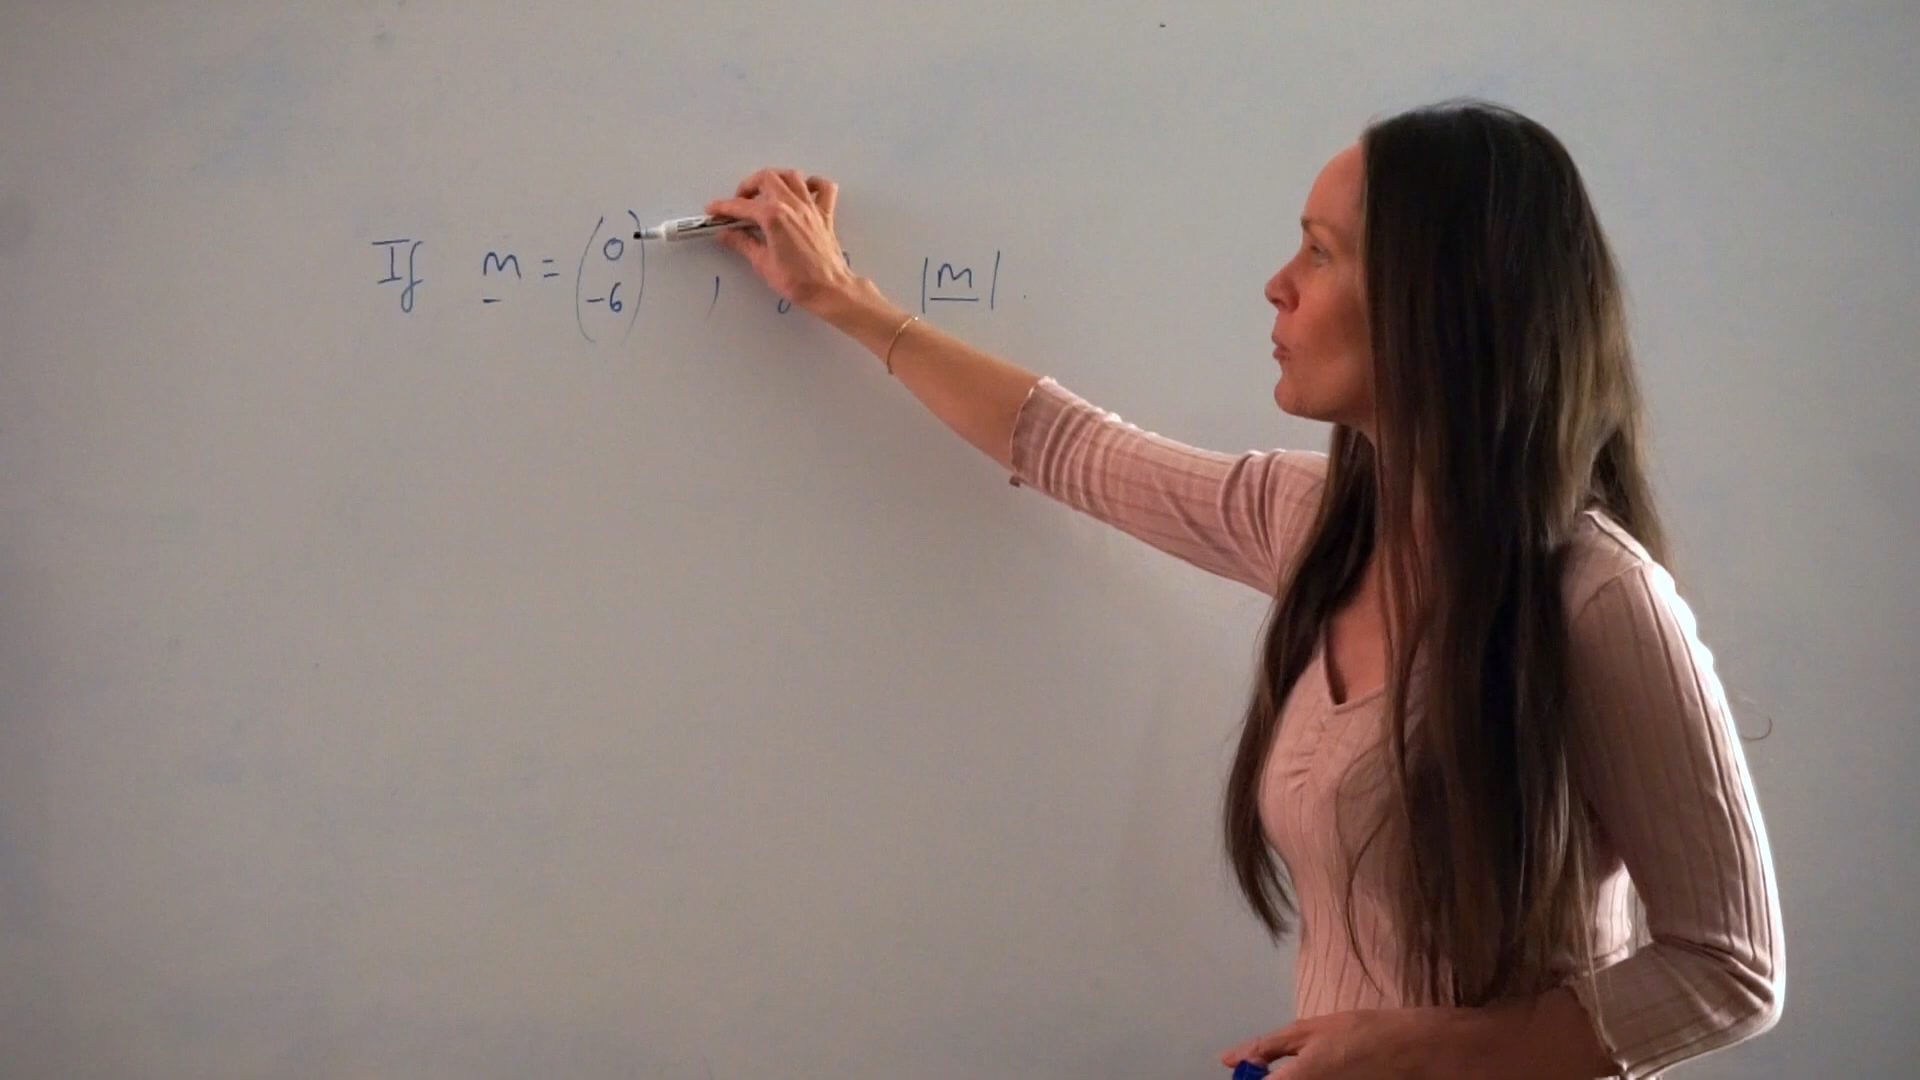 If m = (0 -6) , |m| .